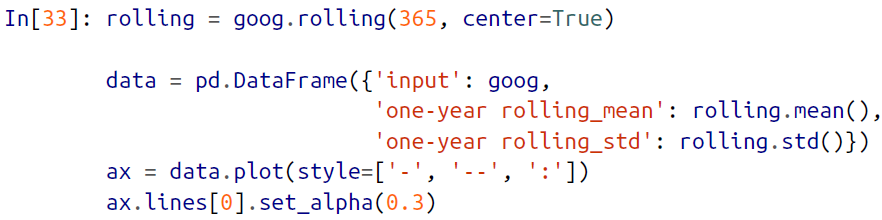 In[33]: rolling = goog.rolling(365, center=True)
data = pd.DataFrame({'input': goog,
'one-year rolling_mean': rolling.mean(),
'one-year rolling_std': rolling.std()})
ax = data.plot(style=['-', '--', ':'])
ax.lines[0].set_alpha(0.3)